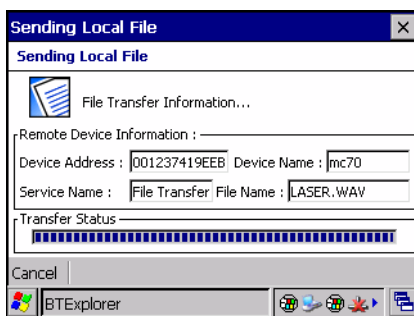 Sending Local File
Sending Local File
File Transfer Information...
Remote Device Information :
Device Address : 001237419EEB Device Name : mc70
Service Name : File Transfer File Name : LASER.WAV
Transfer Status
Cancel
BTExplorer